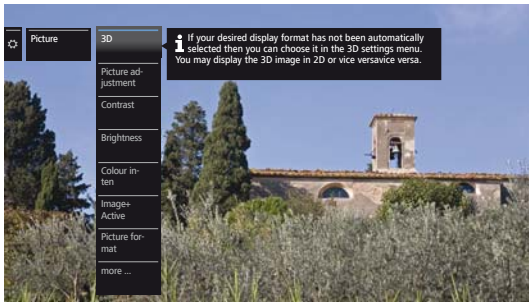 Picture
3D
If your desired display format has not been automatically
selected then you can choose it in the 3D settings menu.
You may display the 3D image in 2D or vice versavice versa.
Picture ad-
justment
Contrast
Brightness
Colour in-
ten
Image+
Active
Picture for-
mat
more ...